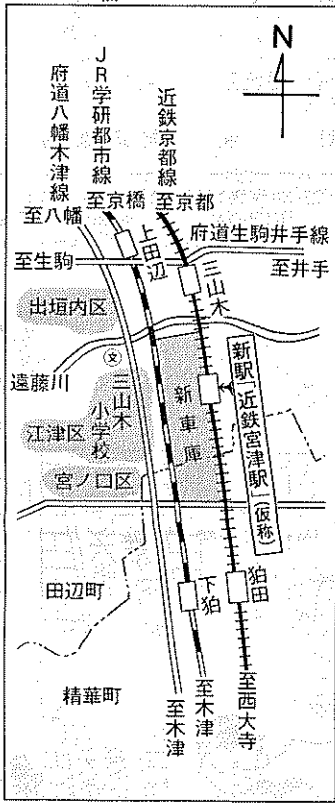 N
府道八幡木津線
JR学研都市線
近鉄京都線
至八幡
至京橋
至京都
上田辺
府道生駒井手線
至生駒
三山木
至井手
出垣内区
遠藤川
文
三山木
小学校
新車庫
新駅「近鉄宮津駅」(仮称)
江津区
宮ノ口区
田辺町
下狛
狛田
精華町
至木津
至木津
至西大寺